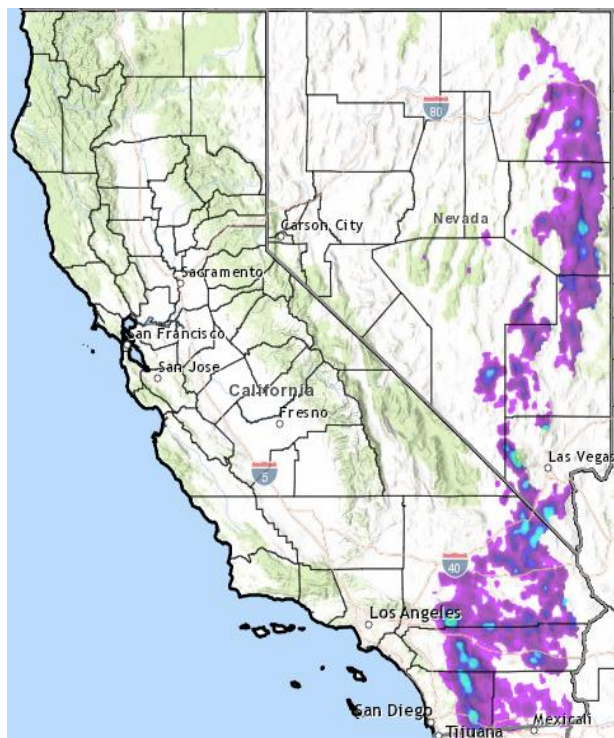 80
Nevada
Carson City
Sacramento
San Francisco
San Jose
California
Fresno
Las Vegas
5
40
Los Angeles
San Diego
Mexicali
Tijuana